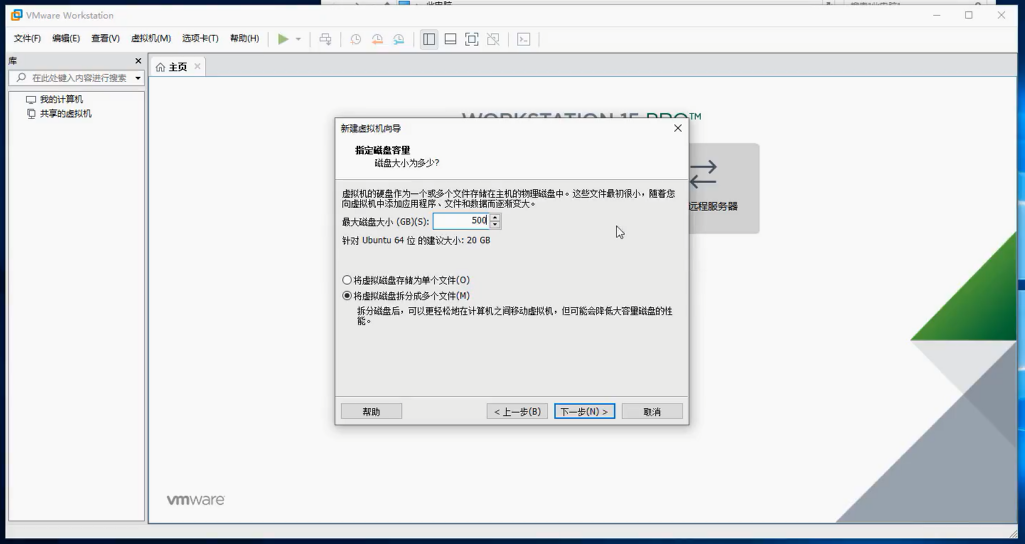 VMware Workstation
文件(F) 编辑(E) 查看(V) 虚拟机(M) 选项卡(T) 帮助(H)
库
在此处键入内容进行搜索
我的计算机
共享的虚拟机
主页
WORKSTATION 15 PRO™
远程服务器
新建虚拟机向导
指定磁盘容量
磁盘大小为多少?
虚拟机的硬盘作为一个或多个文件存储在主机的物理磁盘中。这些文件最初很小，随着您
向虚拟机中添加应用程序、文件和数据而逐渐变大。
最大磁盘大小 (GB)(S): 500
针对 Ubuntu 64 位 的建议大小: 20 GB
将虚拟磁盘存储为单个文件(O)
将虚拟磁盘拆分成多个文件(M)
拆分磁盘后，可以更轻松地在计算机之间移动虚拟机，但可能会降低大容量磁盘的性
能。
帮助 < 上一步(B) 下一步(N) > 取消
vmware